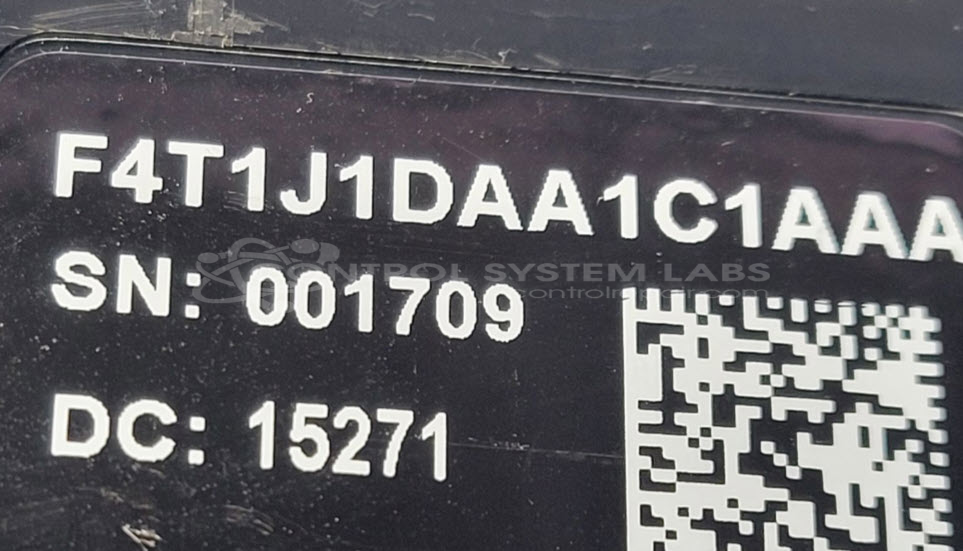 F4T1J1DAA1C1AAA
SN: 001709
CONTROL SYSTEM LABS
DC: 15271